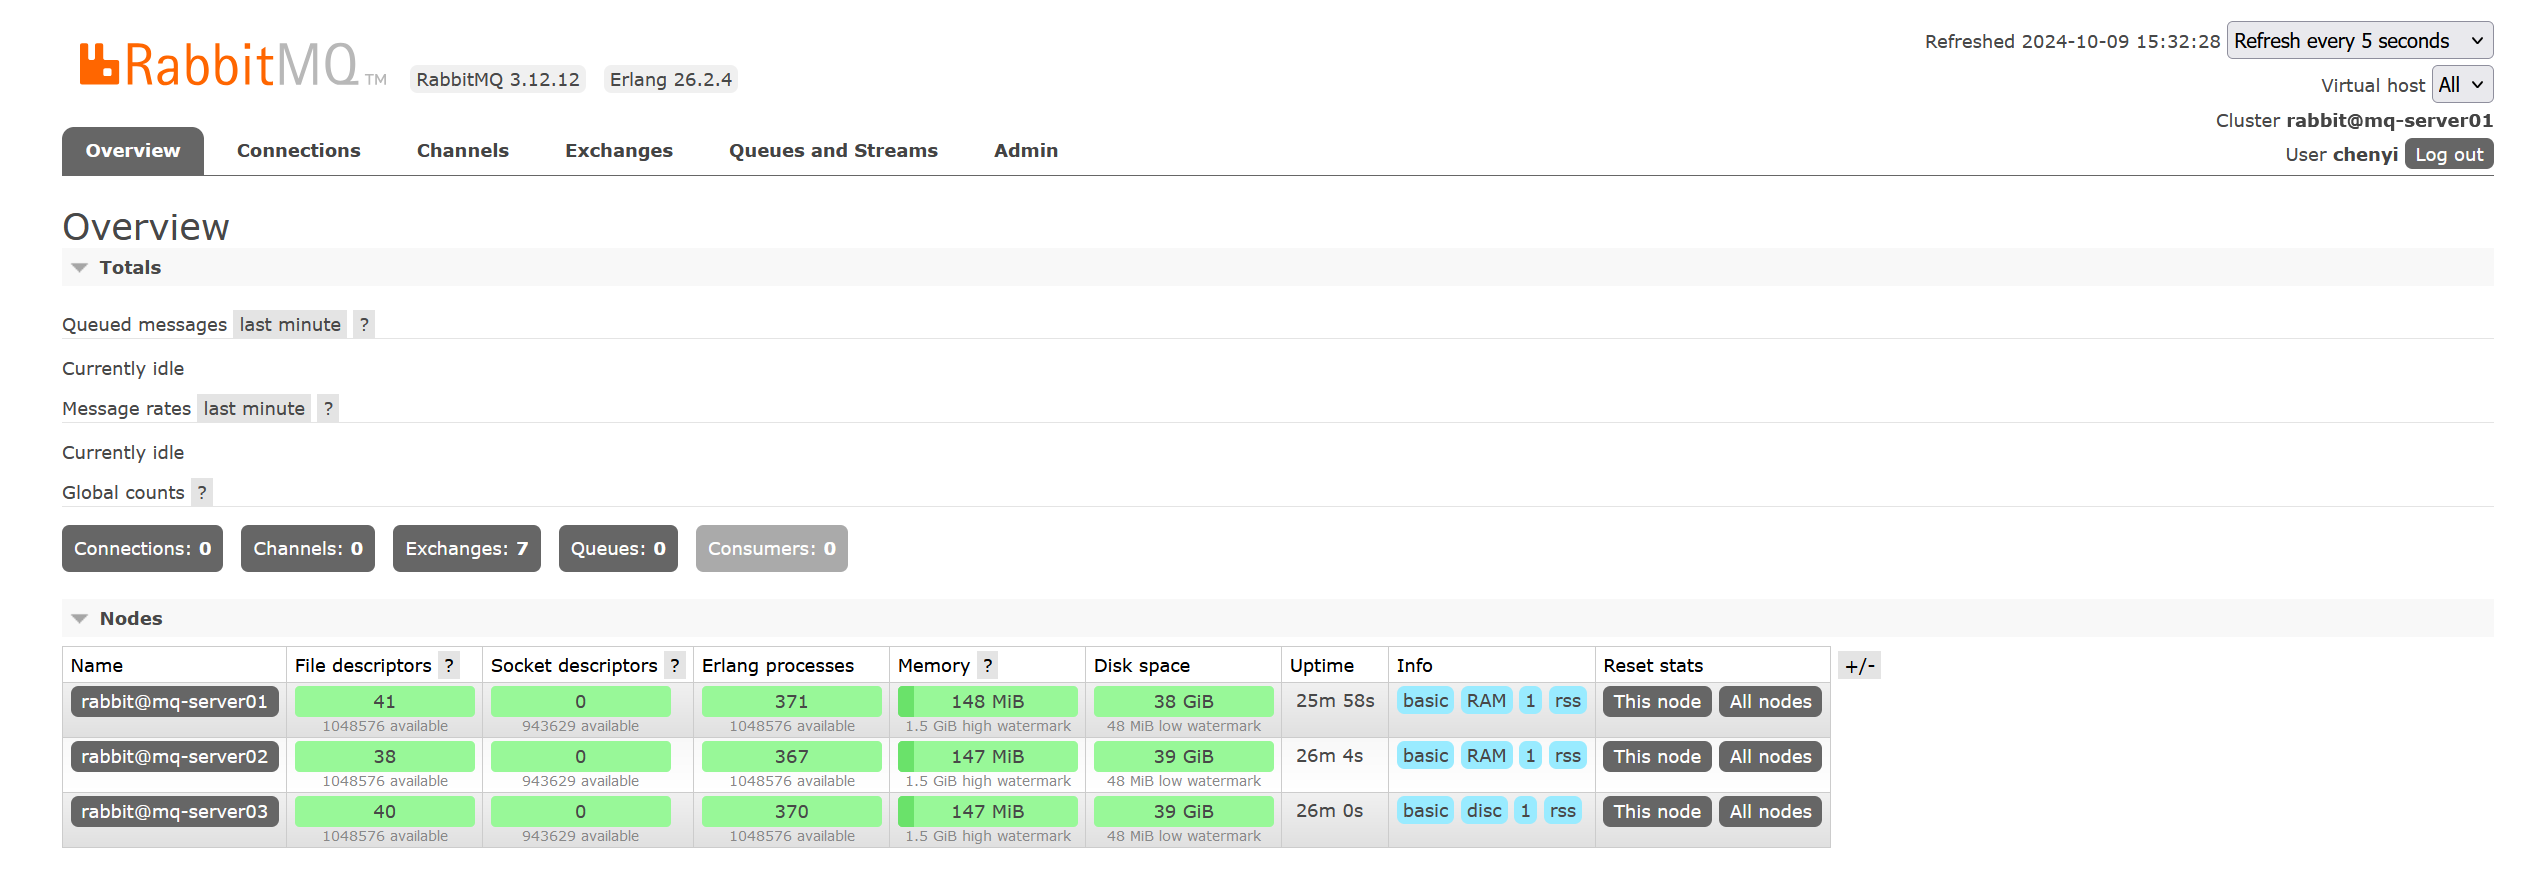 RabbitMQ TM RabbitMQ 3.12.12 Erlang 26.2.4
Refreshed 2024-10-09 15:32:28 Refresh every 5 seconds
Virtual host All
Cluster rabbit@mq-server01
User chenyi Log out
Overview Connections Channels Exchanges Queues and Streams Admin
Overview
Totals
Queued messages last minute ?
Currently idle
Message rates last minute ?
Currently idle
Global counts ?
Connections: 0 Channels: 0 Exchanges: 7 Queues: 0 Consumers: 0
Nodes
Name File descriptors ? Socket descriptors ? Erlang processes Memory ? Disk space Uptime Info Reset stats +/-
rabbit@mq-server01 41 0 371 148 MiB 38 GiB 25m 58s basic RAM 1 rss This node All nodes
1048576 available 943629 available 1048576 available 1.5 GiB high watermark 48 MiB low watermark
rabbit@mq-server02 38 0 367 147 MiB 39 GiB 26m 4s basic RAM 1 rss This node All nodes
1048576 available 943629 available 1048576 available 1.5 GiB high watermark 48 MiB low watermark
rabbit@mq-server03 40 0 370 147 MiB 39 GiB 26m 0s basic disc 1 rss This node All nodes
1048576 available 943629 available 1048576 available 1.5 GiB high watermark 48 MiB low watermark